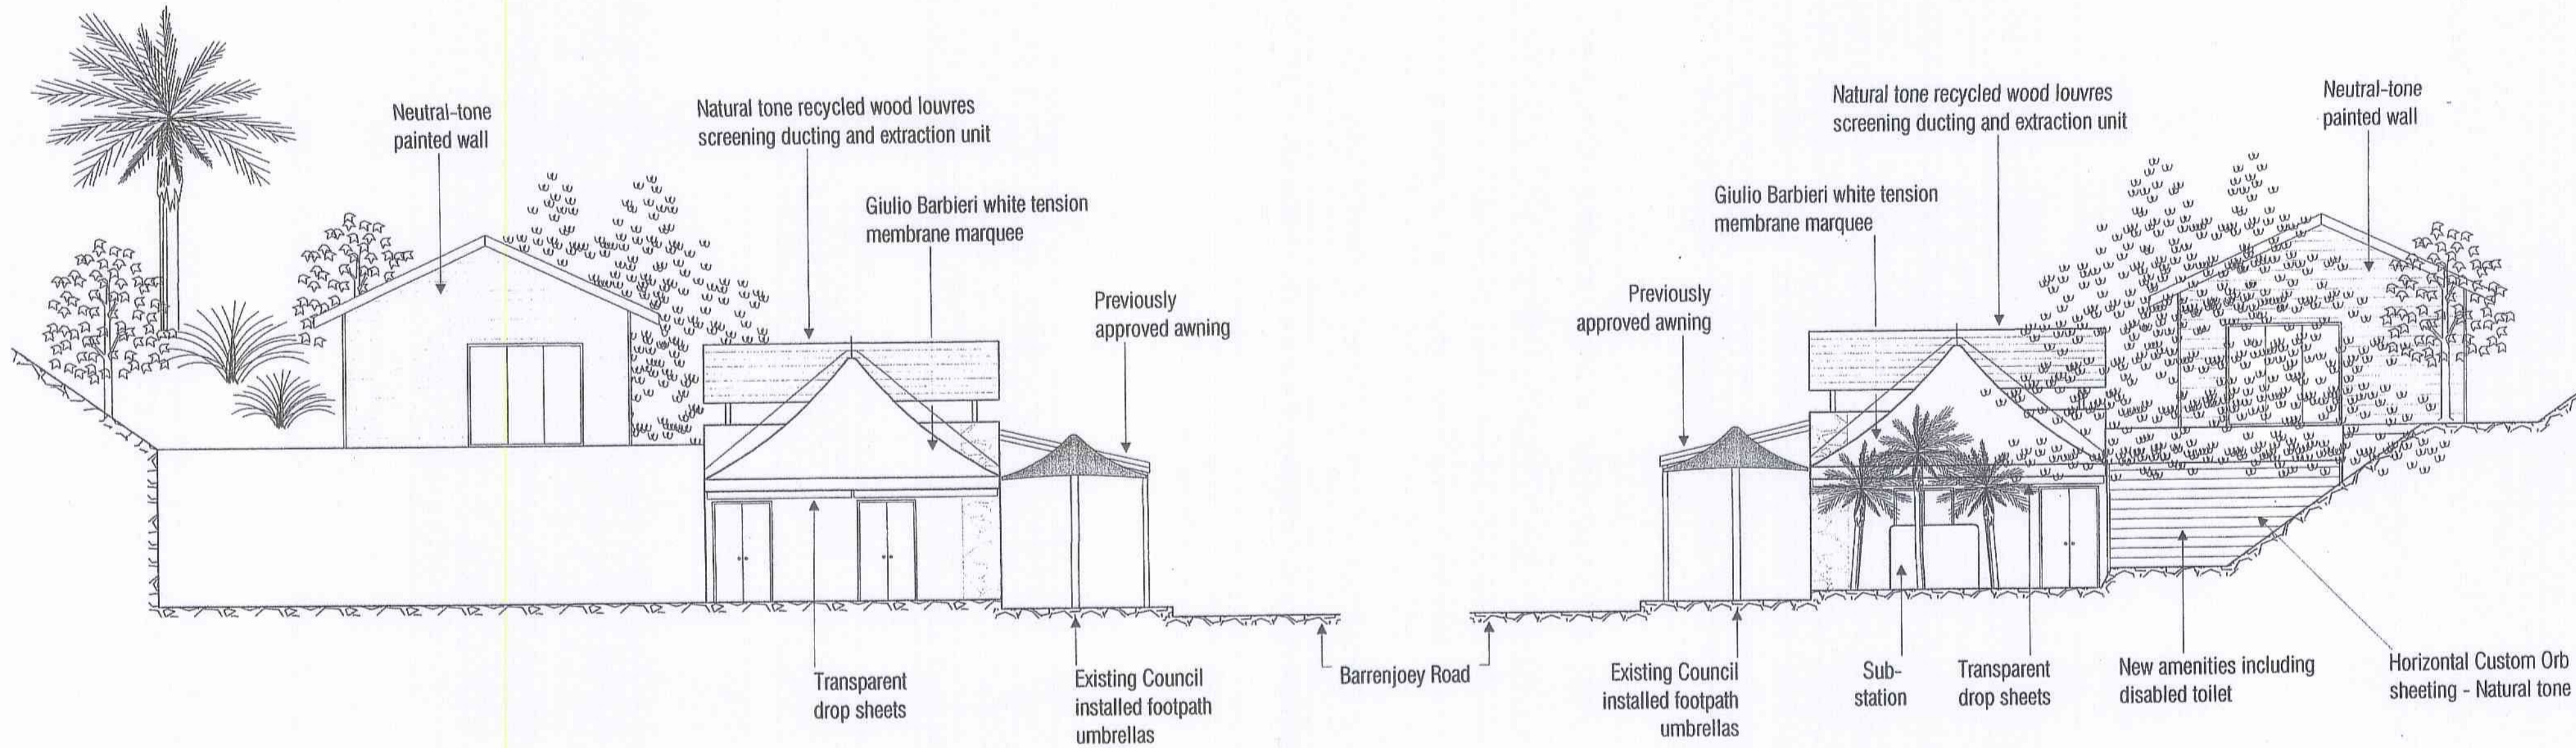 Neutral-tone
painted wall
Natural tone recycled wood louvres
screening ducting and extraction unit
Giulio Barbieri white tension
membrane marquee
Previously
approved awning
Transparent
drop sheets
Existing Council
installed footpath
umbrellas
Barrenjoey Road
Natural tone recycled wood louvres
screening ducting and extraction unit
Neutral-tone
painted wall
Giulio Barbieri white tension
membrane marquee
Previously
approved awning
Existing Council
installed footpath
umbrellas
Sub-
station
Transparent
drop sheets
New amenities including
disabled toilet
Horizontal Custom Orb
sheeting - Natural tone